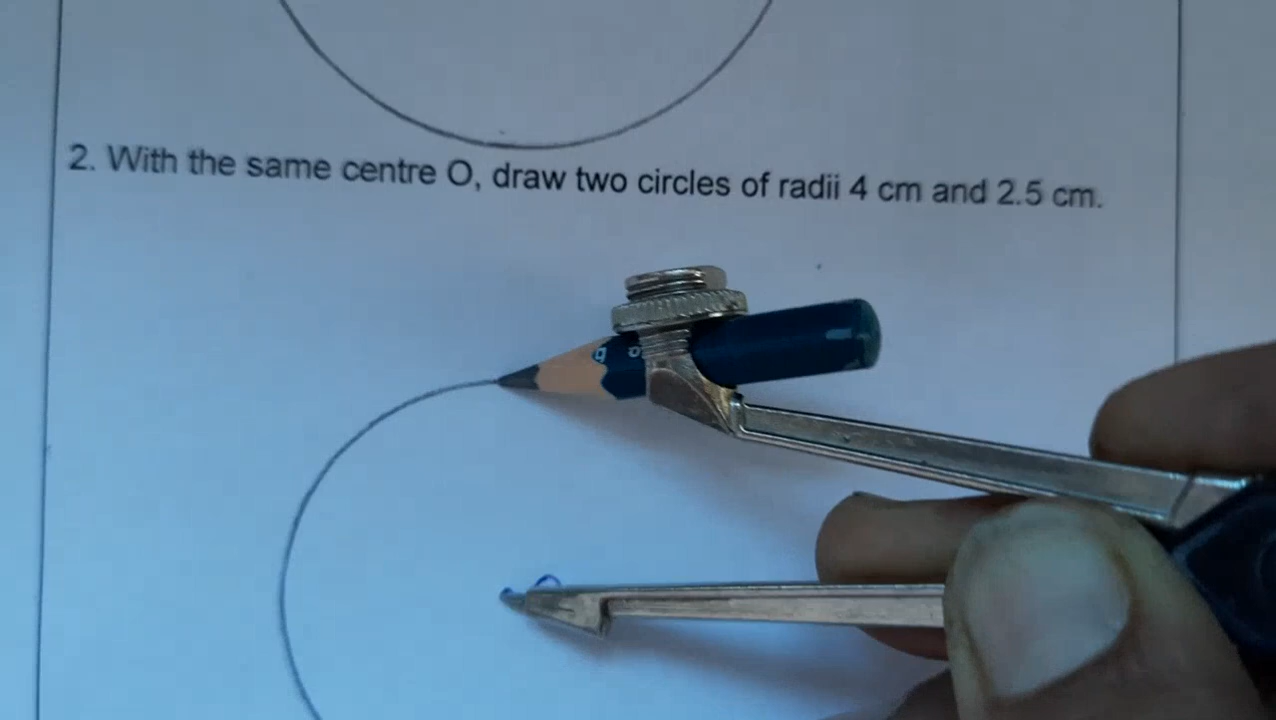 2. With the same centre O, draw two circles of radii 4 cm and 2.5 cm.